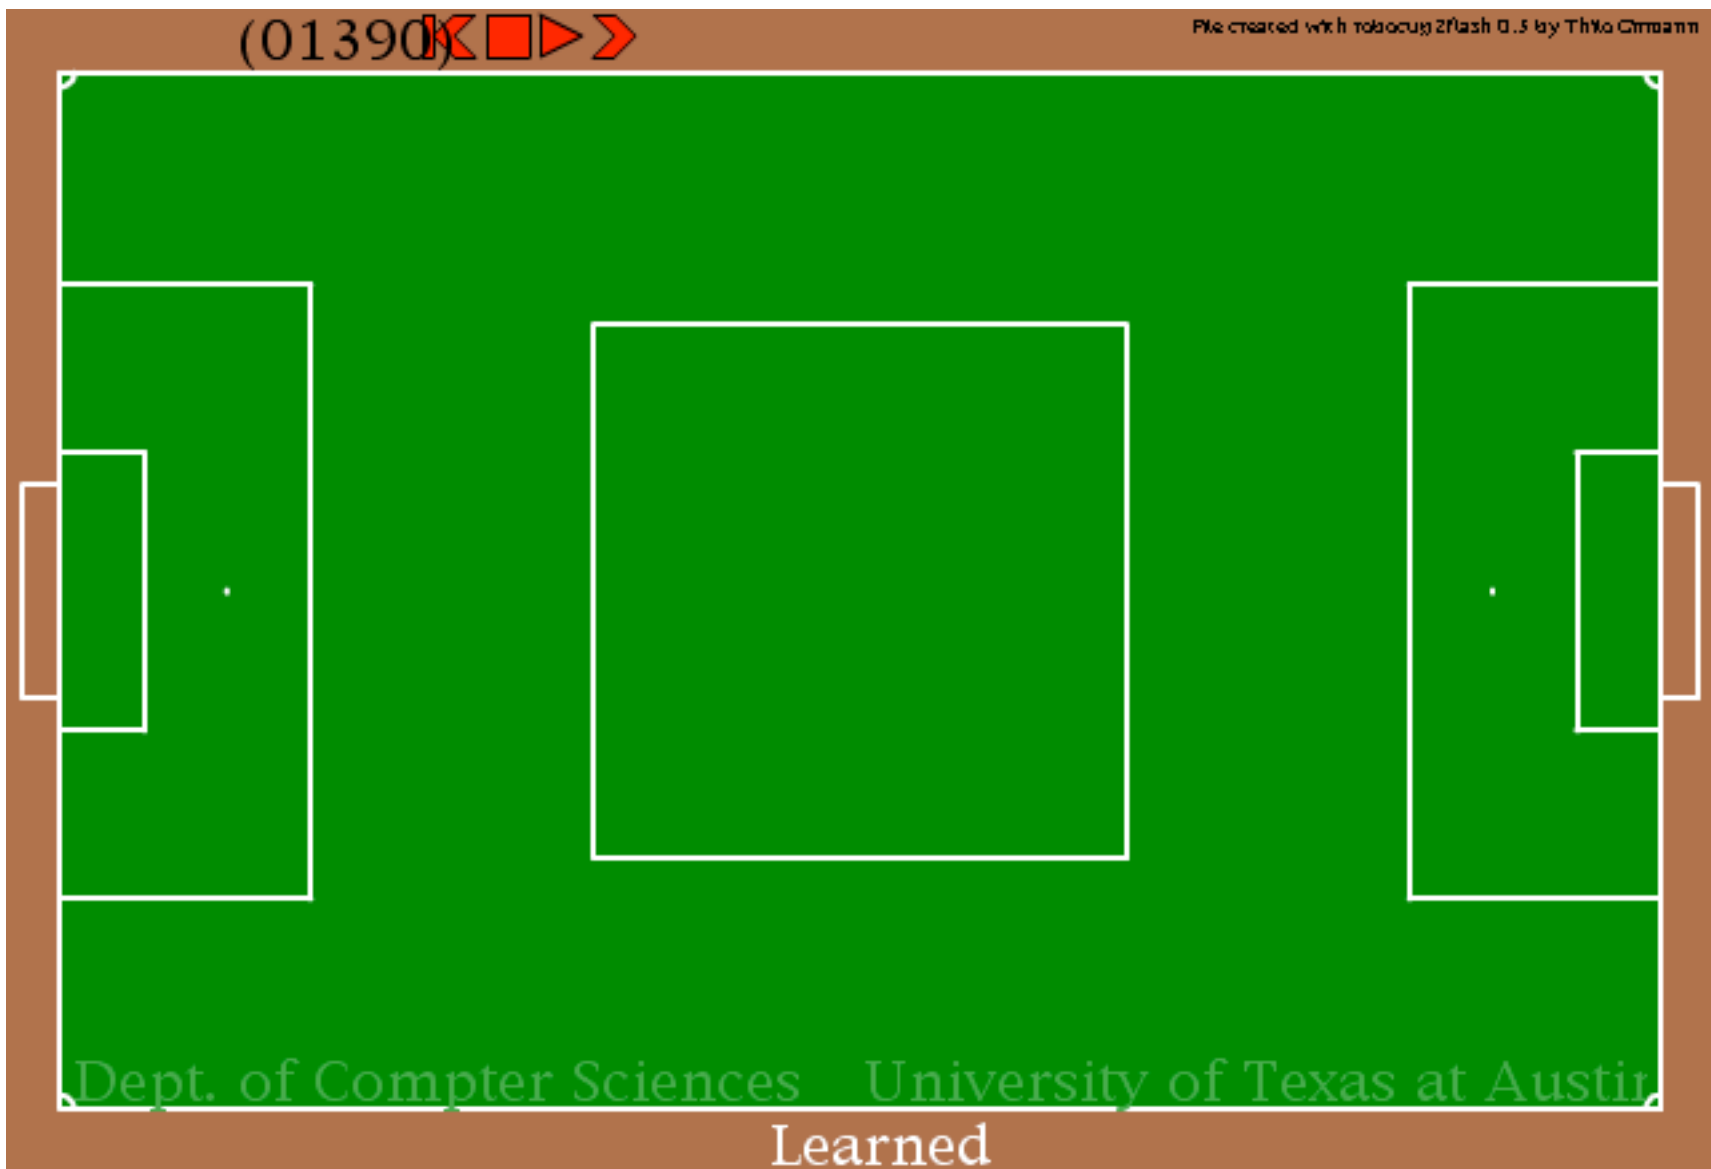 (01390)
File created with robocup2flash 0.5 by Thilo Girmann
Dept. of Compter Sciences University of Texas at Austin
Learned